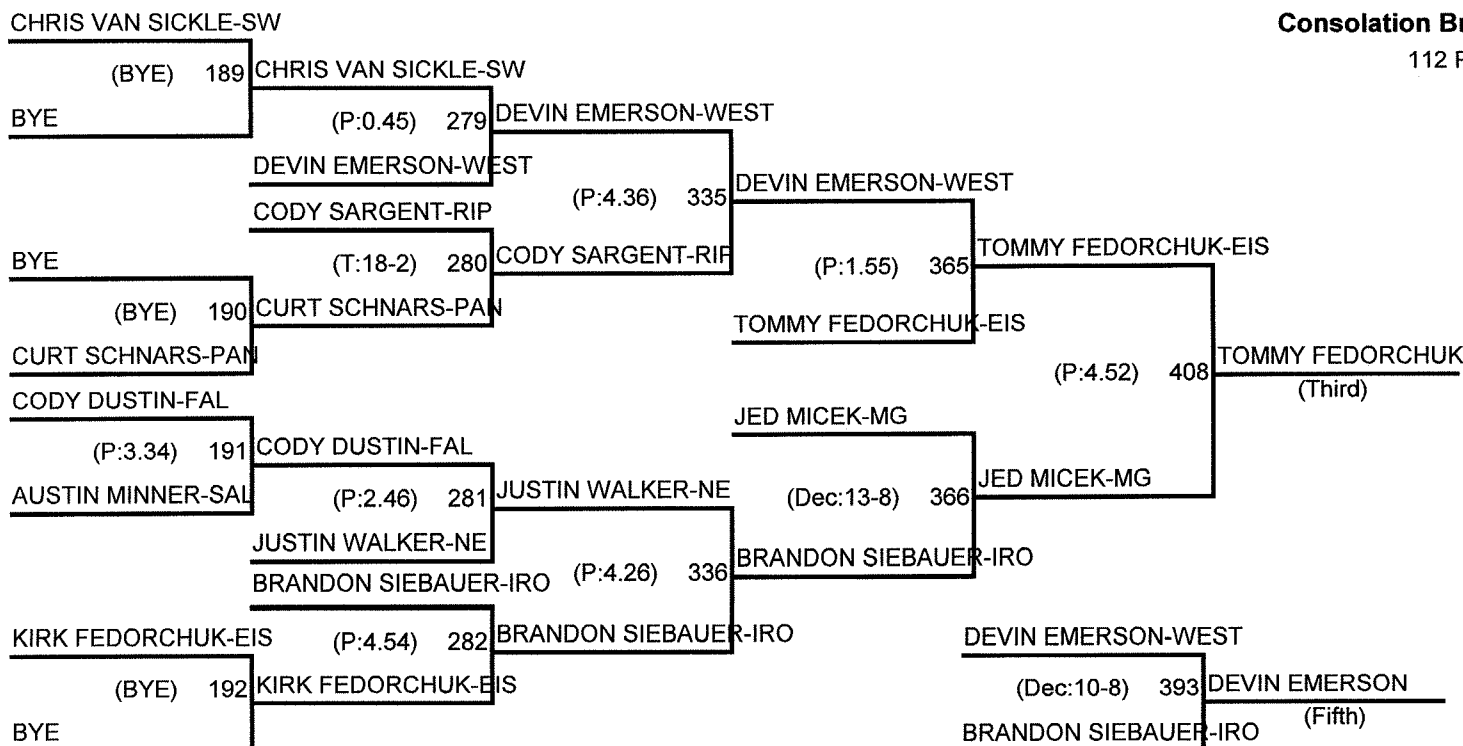 CHRIS VAN SICKLE-SW
Consolation
112
(BYE) 189 CHRIS VAN SICKLE-SW
BYE
(P:0.45) 279 DEVIN EMERSON-WEST
DEVIN EMERSON-WEST
(P:4.36) 335 DEVIN EMERSON-WEST
CODY SARGENT-RIP
BYE
(T:18-2) 280 CODY SARGENT-RIP
(P:1.55) 365 TOMMY FEDORCHUK-EIS
(BYE) 190 CURT SCHNARS-PAN
TOMMY FEDORCHUK-EIS
CURT SCHNARS-PAN
(P:4.52) 408 TOMMY FEDORCHUK
(Third)
CODY DUSTIN-FAL
JED MICEK-MG
(P:3.34) 191 CODY DUSTIN-FAL
AUSTIN MINNER-SAL
(P:2.46) 281 JUSTIN WALKER-NE
(Dec:13-8) 366 JED MICEK-MG
JUSTIN WALKER-NE
(P:4.26) 336 BRANDON SIEBAUER-IRO
BRANDON SIEBAUER-IRO
KIRK FEDORCHUK-EIS
(P:4.54) 282 BRANDON SIEBAUER-IRO
DEVIN EMERSON-WEST
(BYE) 192 KIRK FEDORCHUK-EIS
(Dec:10-8) 393 DEVIN EMERSON
(Fifth)
BYE
BRANDON SIEBAUER-IRO